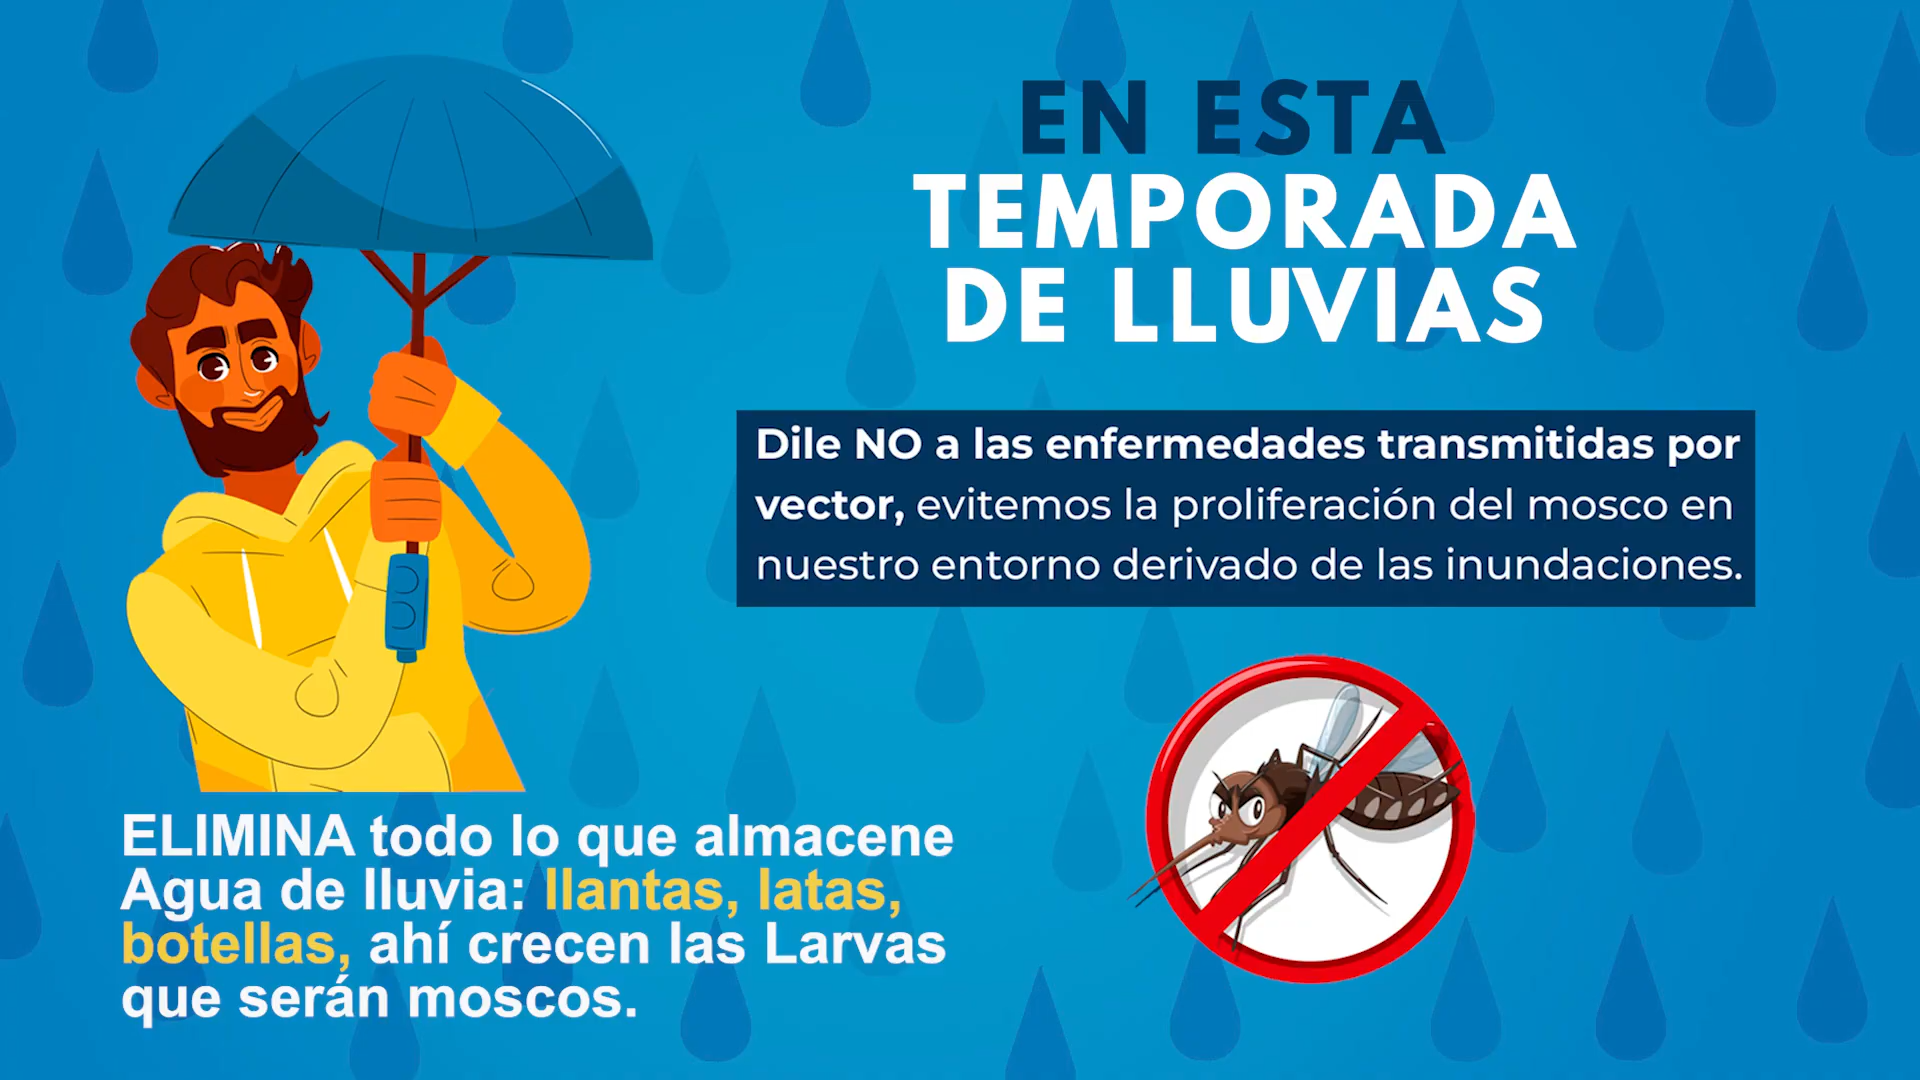 EN ESTA
TEMPORADA
DE LLUVIAS
Dile NO a las enfermedades transmitidas por
vector, evitemos la proliferación del mosco en
nuestro entorno derivado de las inundaciones.
ELIMINA todo lo que almacene
Agua de lluvia: llantas, latas,
botellas, ahí crecen las Larvas
que serán moscos.